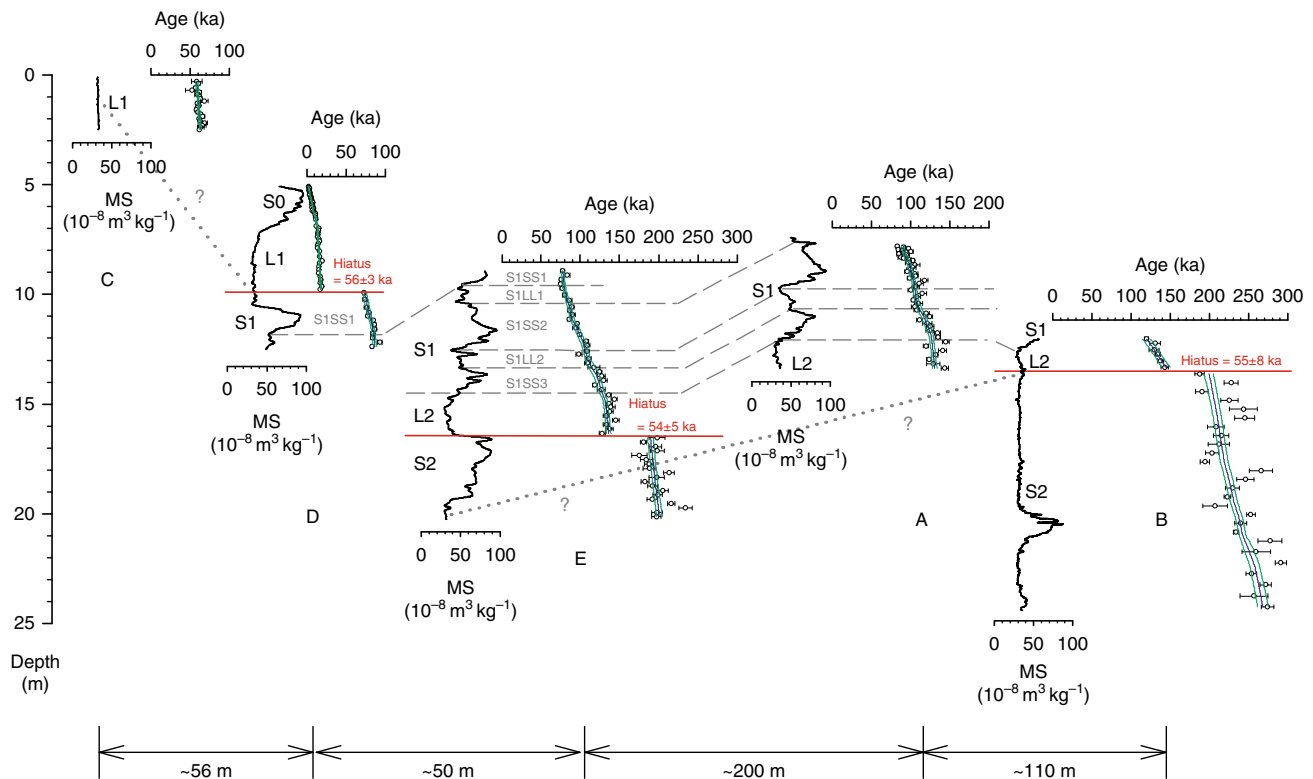 Age (ka)
0 50 100
0
5
10
15
20
25
Depth
(m)
L1
0 50 100
MS
(10⁻⁸ m³ kg⁻¹)
C
?
Age (ka)
0 50 100
S0
L1
Hiatus
= 56±3 ka
S1
S1SS1
0 50 100
MS
(10⁻⁸ m³ kg⁻¹)
D
Age (ka)
0 50 100 150 200 250 300
S1SS1
S1LL1
S1SS2
S1
S1LL2
S1SS3
L2
Hiatus
= 54±5 ka
S2
0 50 100
MS
(10⁻⁸ m³ kg⁻¹)
E
?
Age (ka)
0 50 100 150 200
S1
L2
0 50 100
MS
(10⁻⁸ m³ kg⁻¹)
?
A
Age (ka)
0 50 100 150 200 250 300
S1
L2
Hiatus = 55±8 ka
S2
B
0 50 100
MS
(10⁻⁸ m³ kg⁻¹)
~56 m
~50 m
~200 m
~110 m